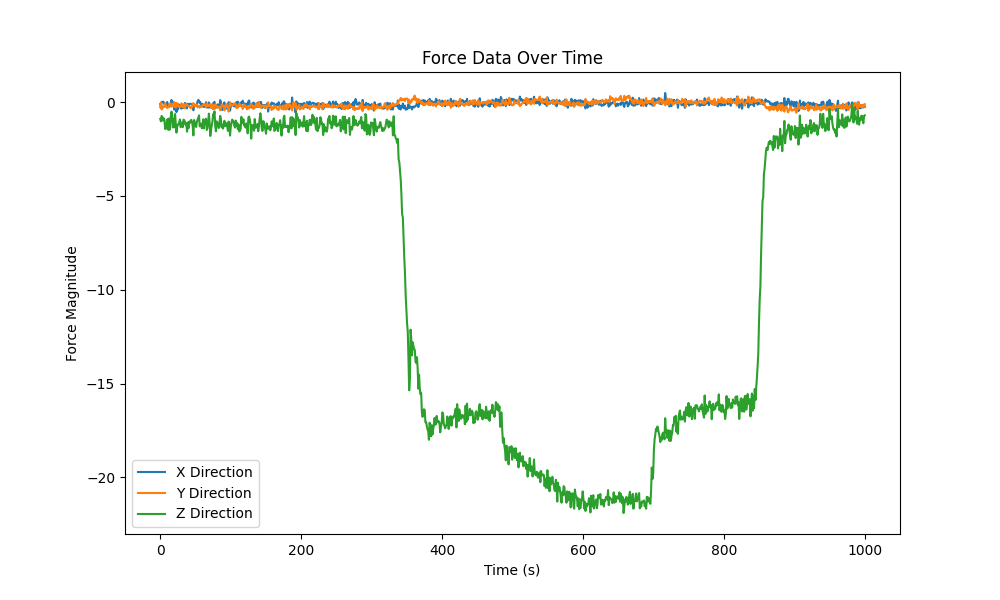 Force Data Over Time
Force Magnitude
0
−5
−10
−15
−20
X Direction
Y Direction
Z Direction
0 200 400 600 800 1000
Time (s)